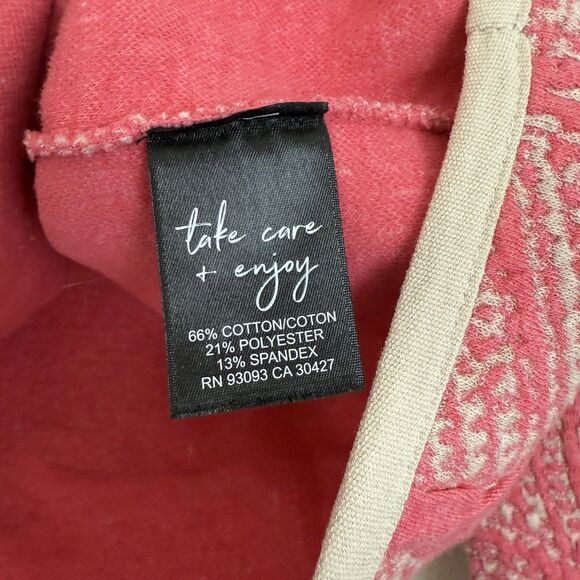 take care
+ enjoy
66% COTTON/COTON
21% POLYESTER
13% SPANDEX
RN 93093 CA 30427